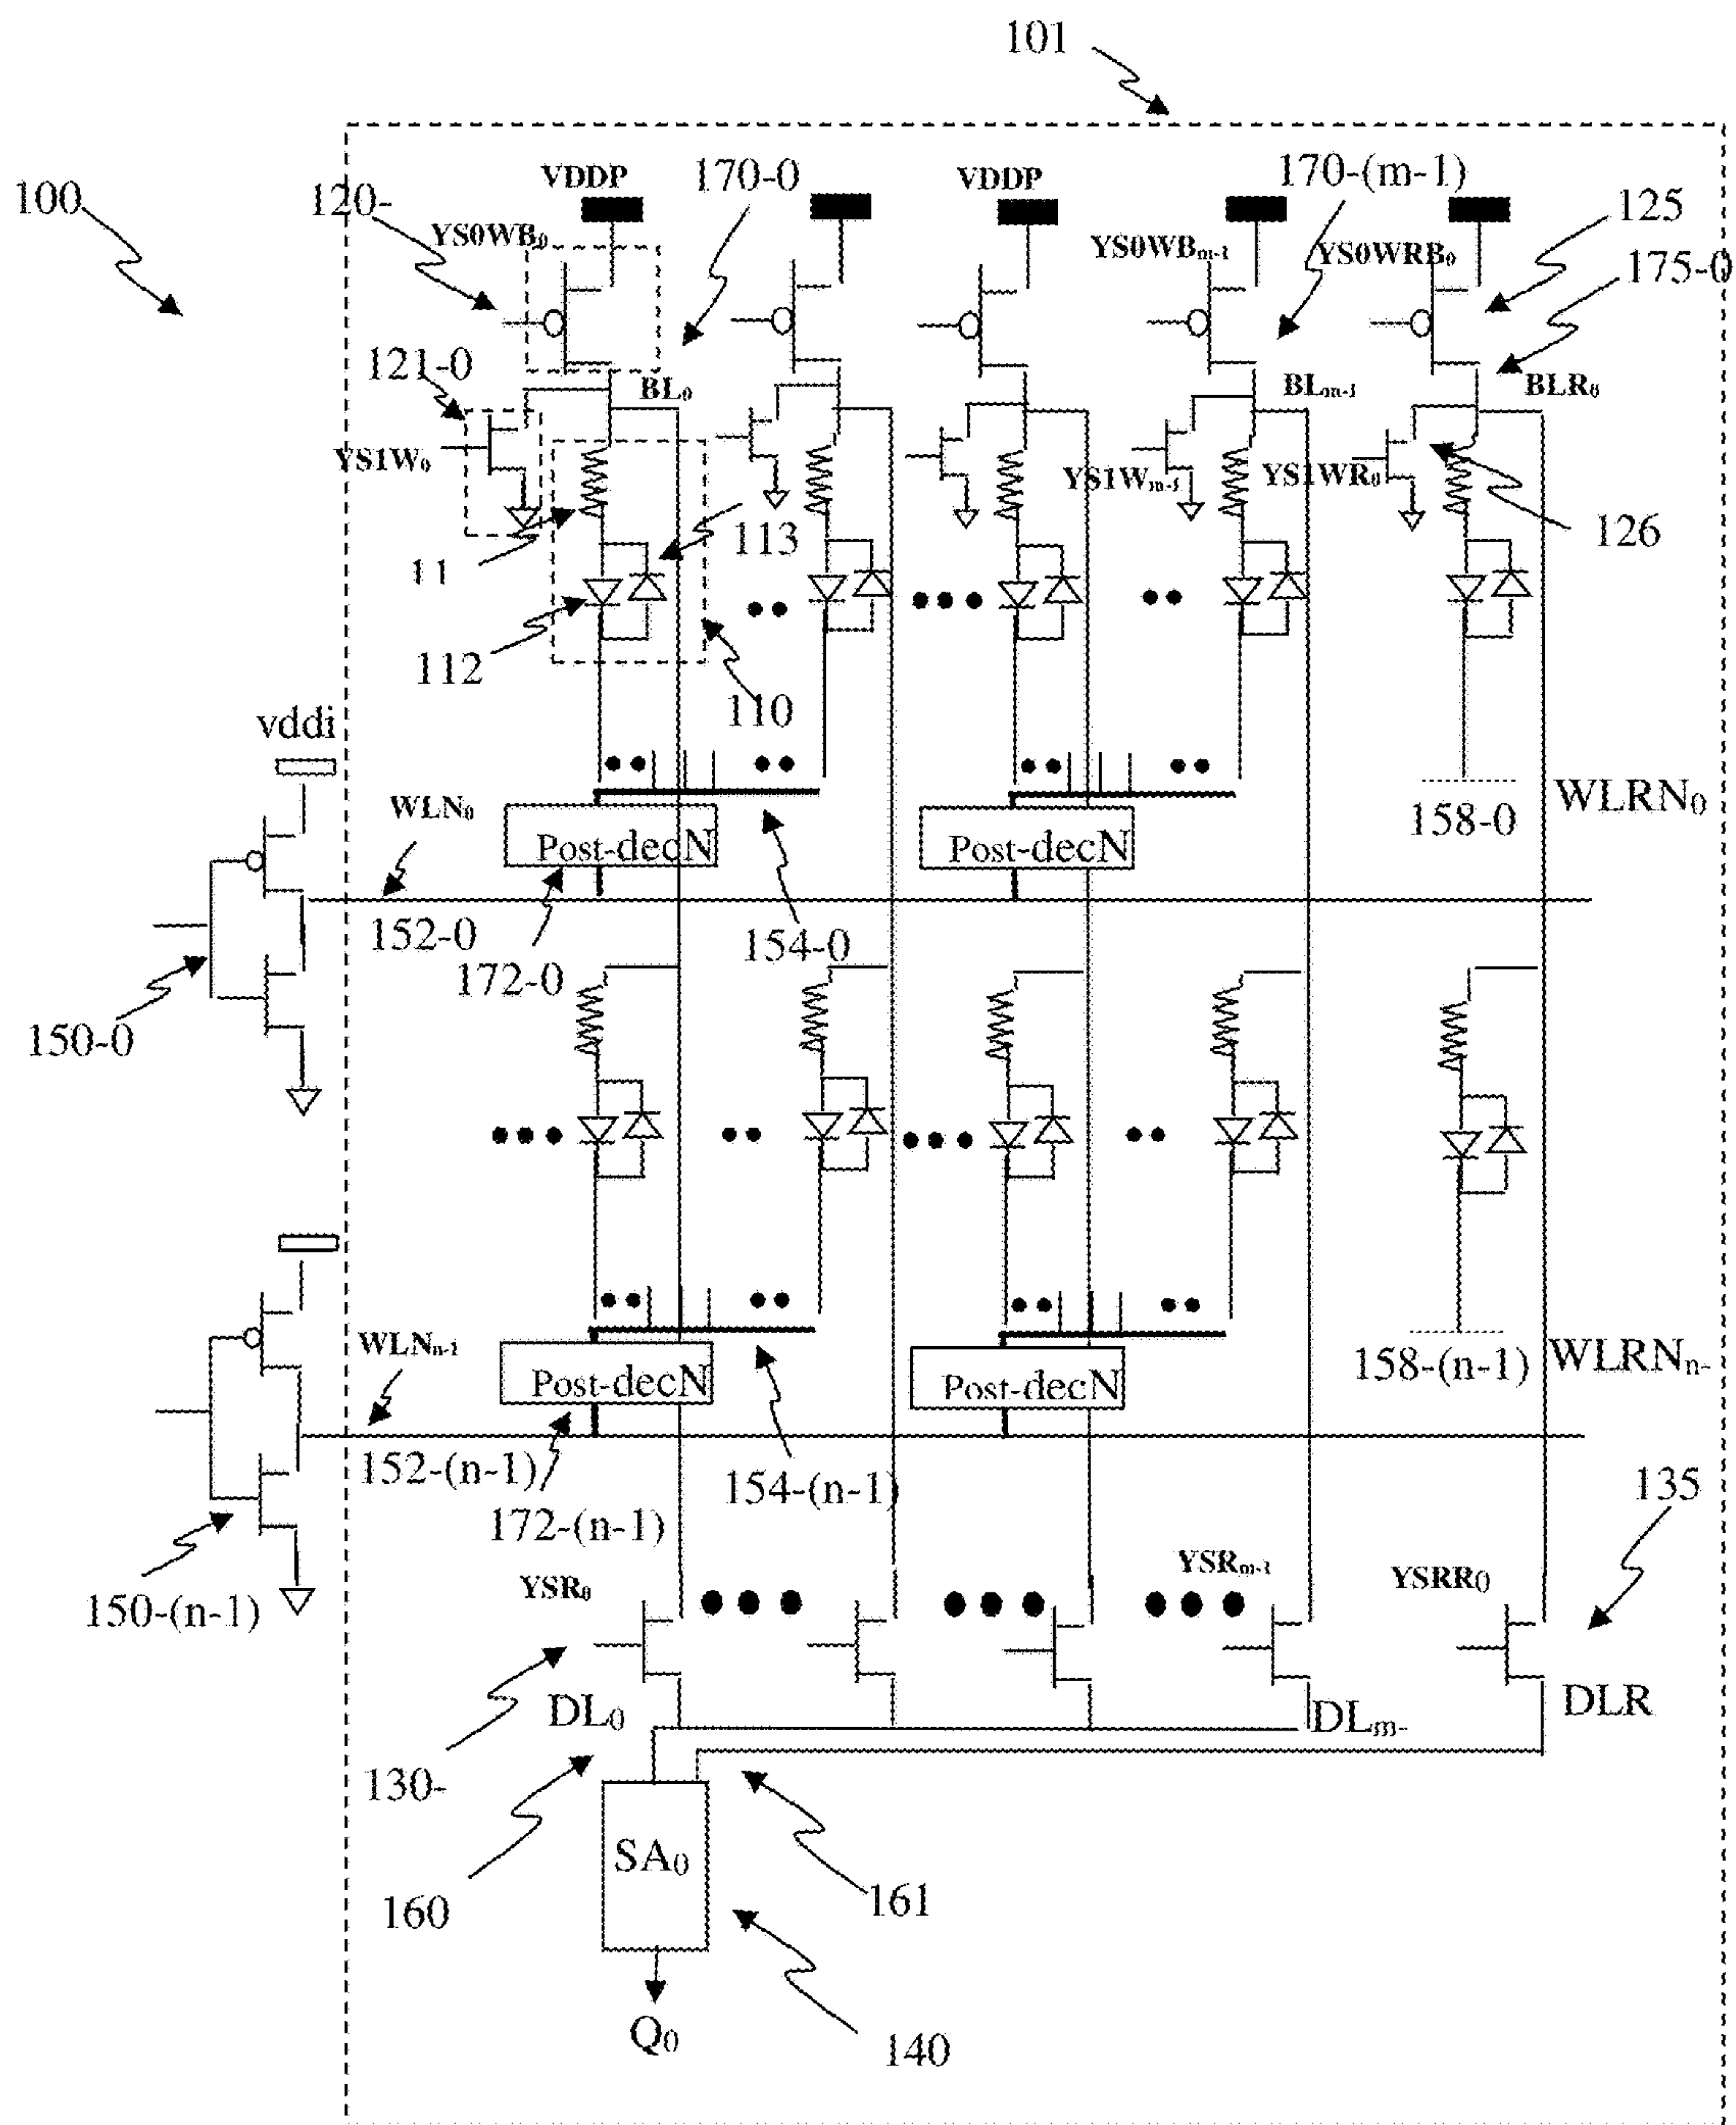 101
100
120-
VDDP
170-0
VDDP
170-(m-1)
125
YS0WB0
YS0WBm-1
YS0WRB0
175-0
121-0
BL0
BLm-1
BLR0
YS1W0
YS1Wm-1
YS1WR0
11
113
126
112
110
vddi
WLN0
Post-decN
Post-decN
158-0
WLRN0
152-0
172-0
154-0
150-0
WLNn-1
Post-decN
Post-decN
158-(n-1)
WLRNn-
152-(n-1)
154-(n-1)
172-(n-1)
135
150-(n-1)
YSR0
YSRm-1
YSRR0
130-
DL0
DLm-
DLR
160
SA0
161
Q0
140